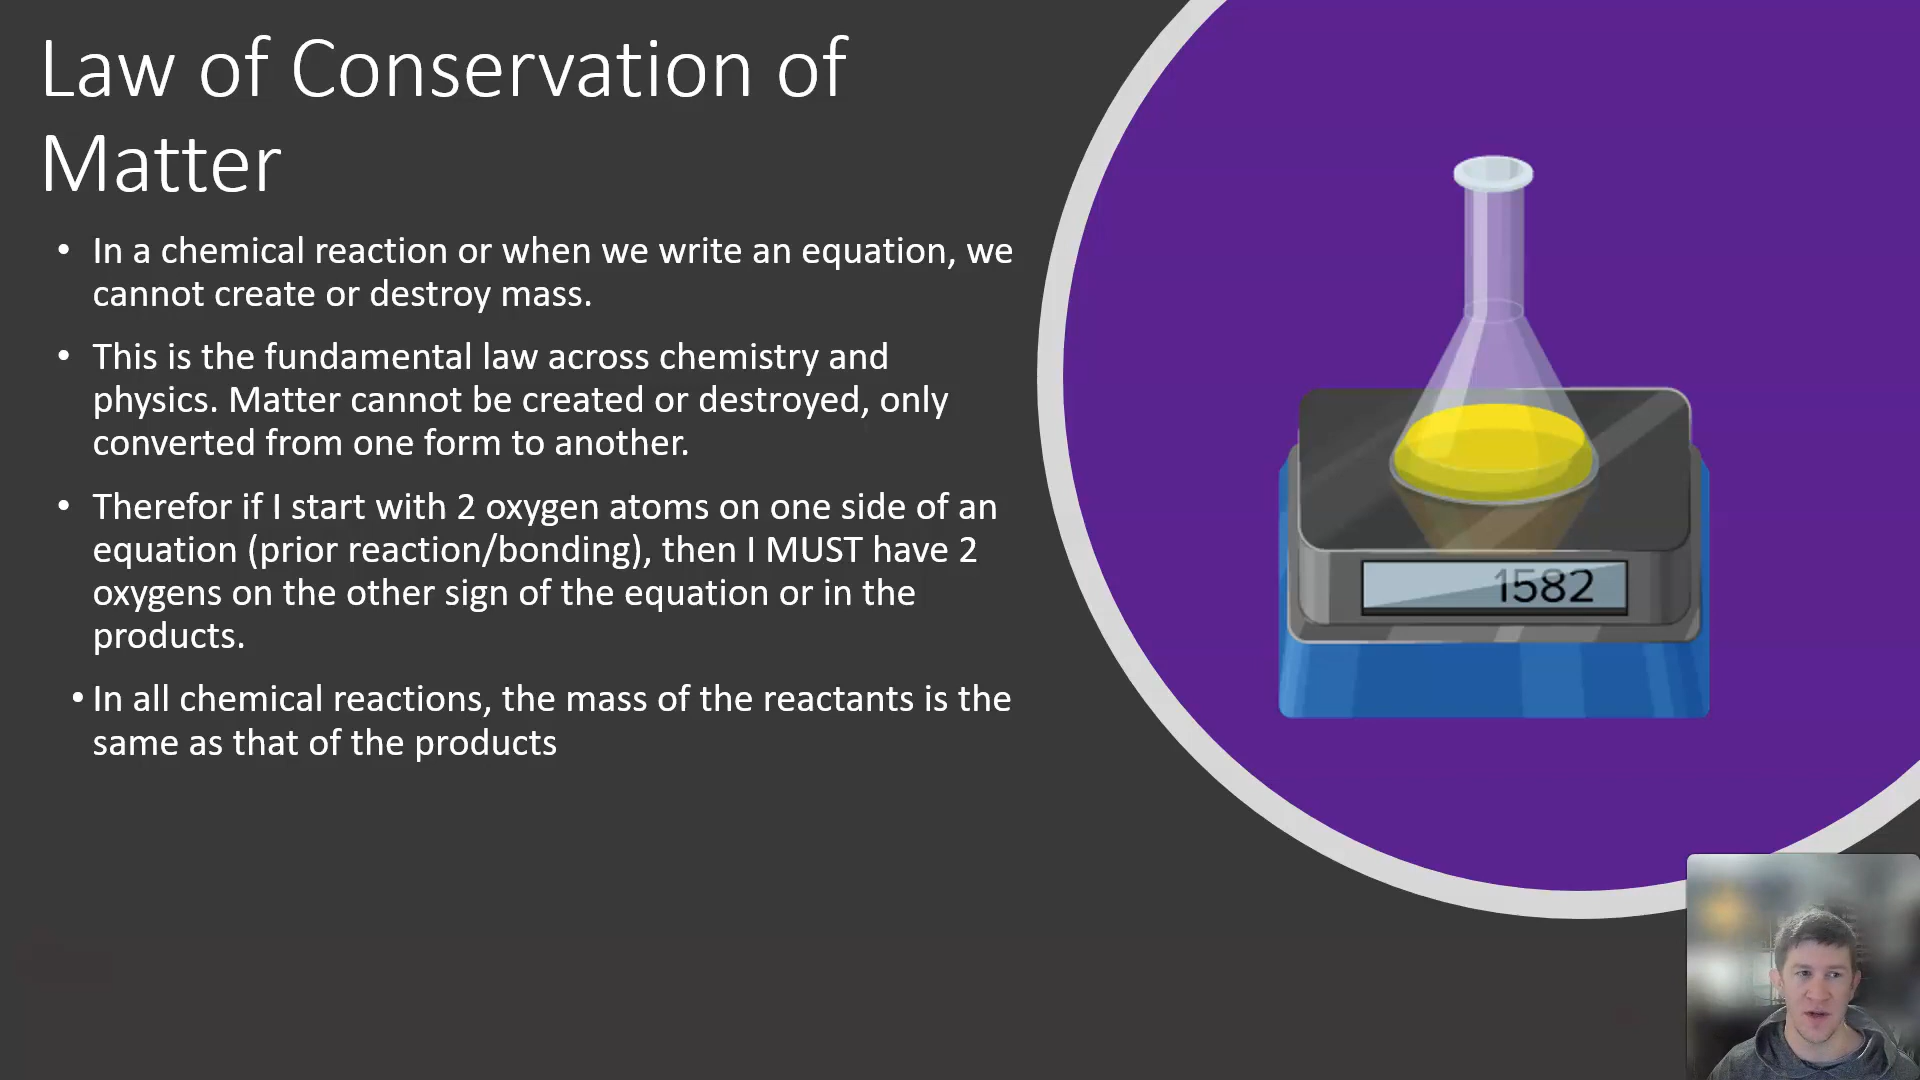 Law of Conservation of
Matter
• In a chemical reaction or when we write an equation, we
cannot create or destroy mass.
• This is the fundamental law across chemistry and
physics. Matter cannot be created or destroyed, only
converted from one form to another.
• Therefor if I start with 2 oxygen atoms on one side of an
equation (prior reaction/bonding), then I MUST have 2
oxygens on the other sign of the equation or in the
products.
• In all chemical reactions, the mass of the reactants is the
same as that of the products
1582